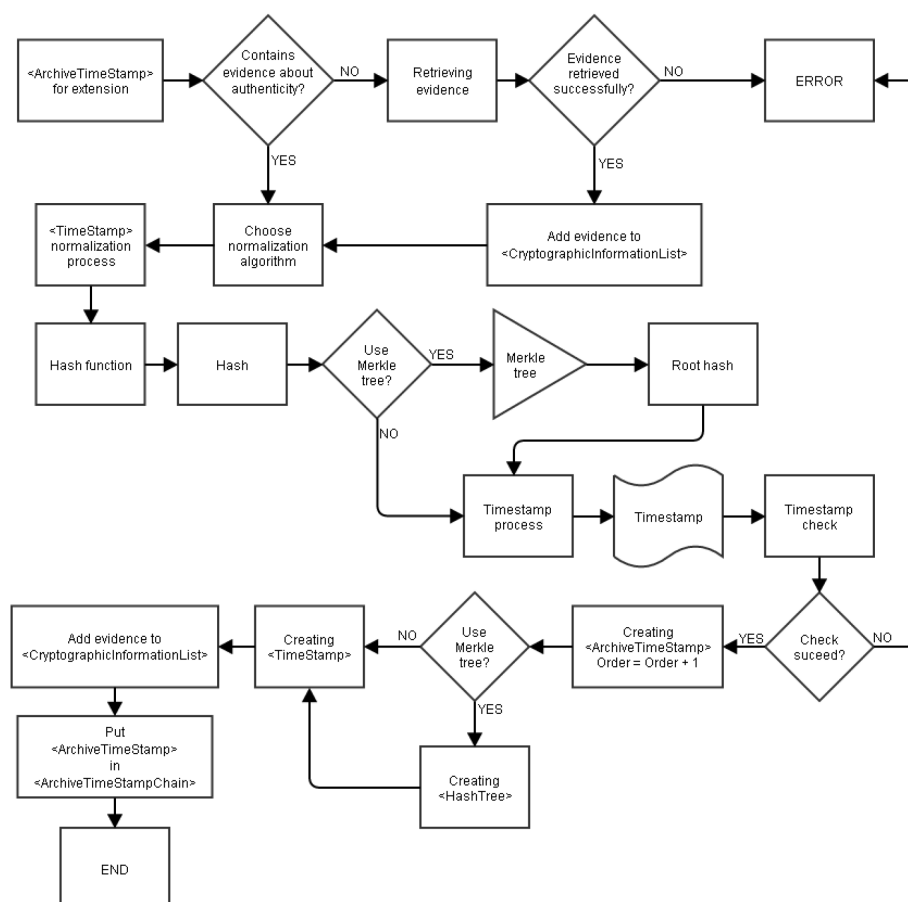 <ArchiveTimeStamp>
for extension
Contains
evidence about
authenticity?
NO
Retrieving
evidence
Evidence
retrieved
successfully?
NO
ERROR
YES
YES
<TimeStamp>
normalization
process
Choose
normalization
algorithm
Add evidence to
<CryptographicInformationList>
Hash function
Hash
Use
Merkle
tree?
YES
Merkle
tree
Root hash
NO
Timestamp
process
Timestamp
Timestamp
check
Add evidence to
<CryptographicInformationList>
Creating
<TimeStamp>
NO
Use
Merkle
tree?
Creating
<ArchiveTimeStamp>
Order = Order + 1
YES
Check
suceed?
NO
YES
Put
<ArchiveTimeStamp>
in
<ArchiveTimeStampChain>
Creating
<HashTree>
END